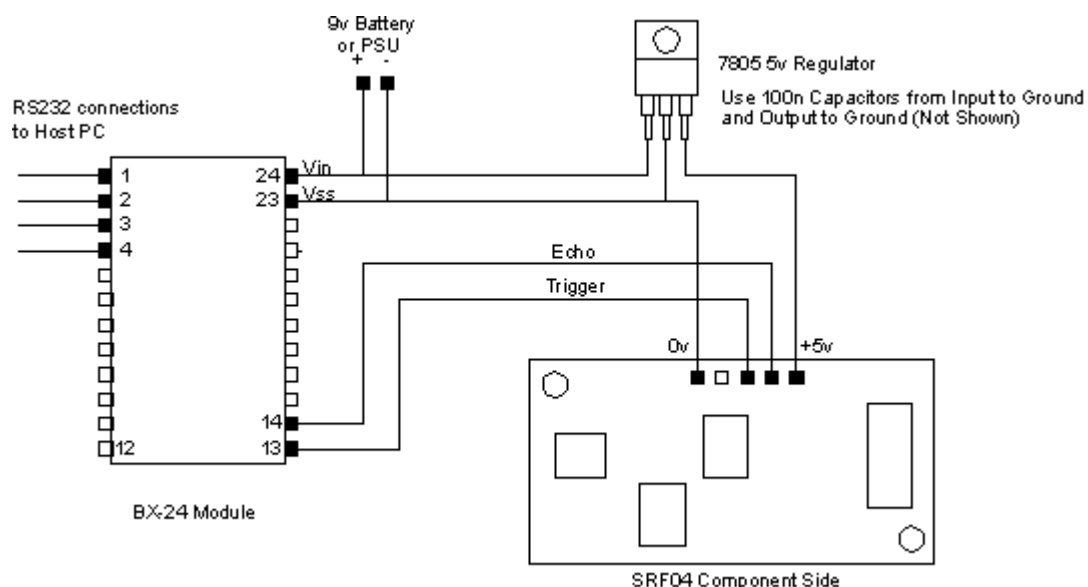 9v Battery
or PSU
+ -
7805 5v Regulator
Use 100n Capacitors from Input to Ground
and Output to Ground (Not Shown)
RS232 connections
to Host PC
1 24 Vin
2 23 Vss
3
4
Echo
Trigger
0v +5v
14
12 13
BX-24 Module
SRF04 Component Side